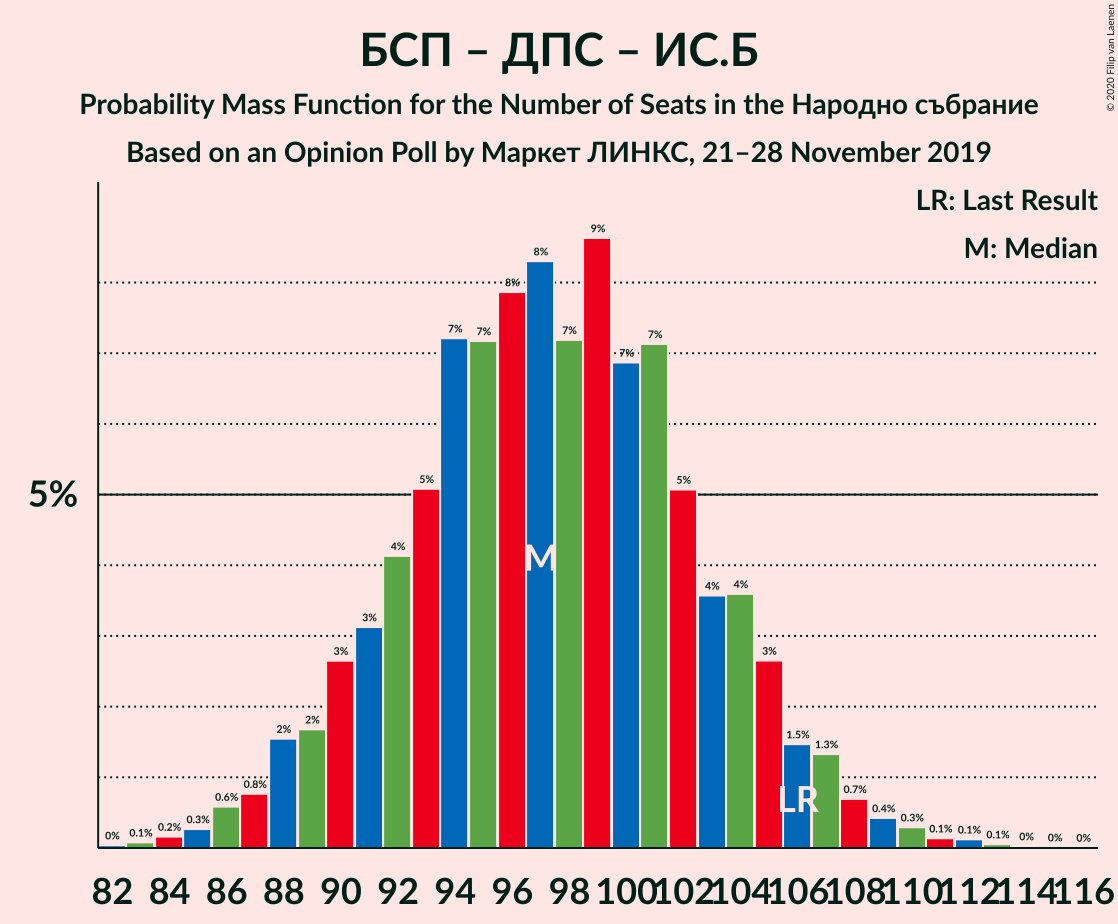 БСП – ДПС – ИС.Б
Probability Mass Function for the Number of Seats in the Народно събрание
Based on an Opinion Poll by Маркет ЛИНКС, 21–28 November 2019
© 2020 Filip van Laenen
LR: Last Result
M: Median
5%
0% 0.1% 0.2% 0.3% 0.6% 0.8% 2% 2% 3% 3% 4% 5% 7% 7% 8% 8% 7% 9% 7% 7% 5% 4% 4% 3% 1.5% 1.3% 0.7% 0.4% 0.3% 0.1% 0.1% 0.1% 0% 0% 0%
M
LR
82 84 86 88 90 92 94 96 98 100 102 104 106 108 110 112 114 116